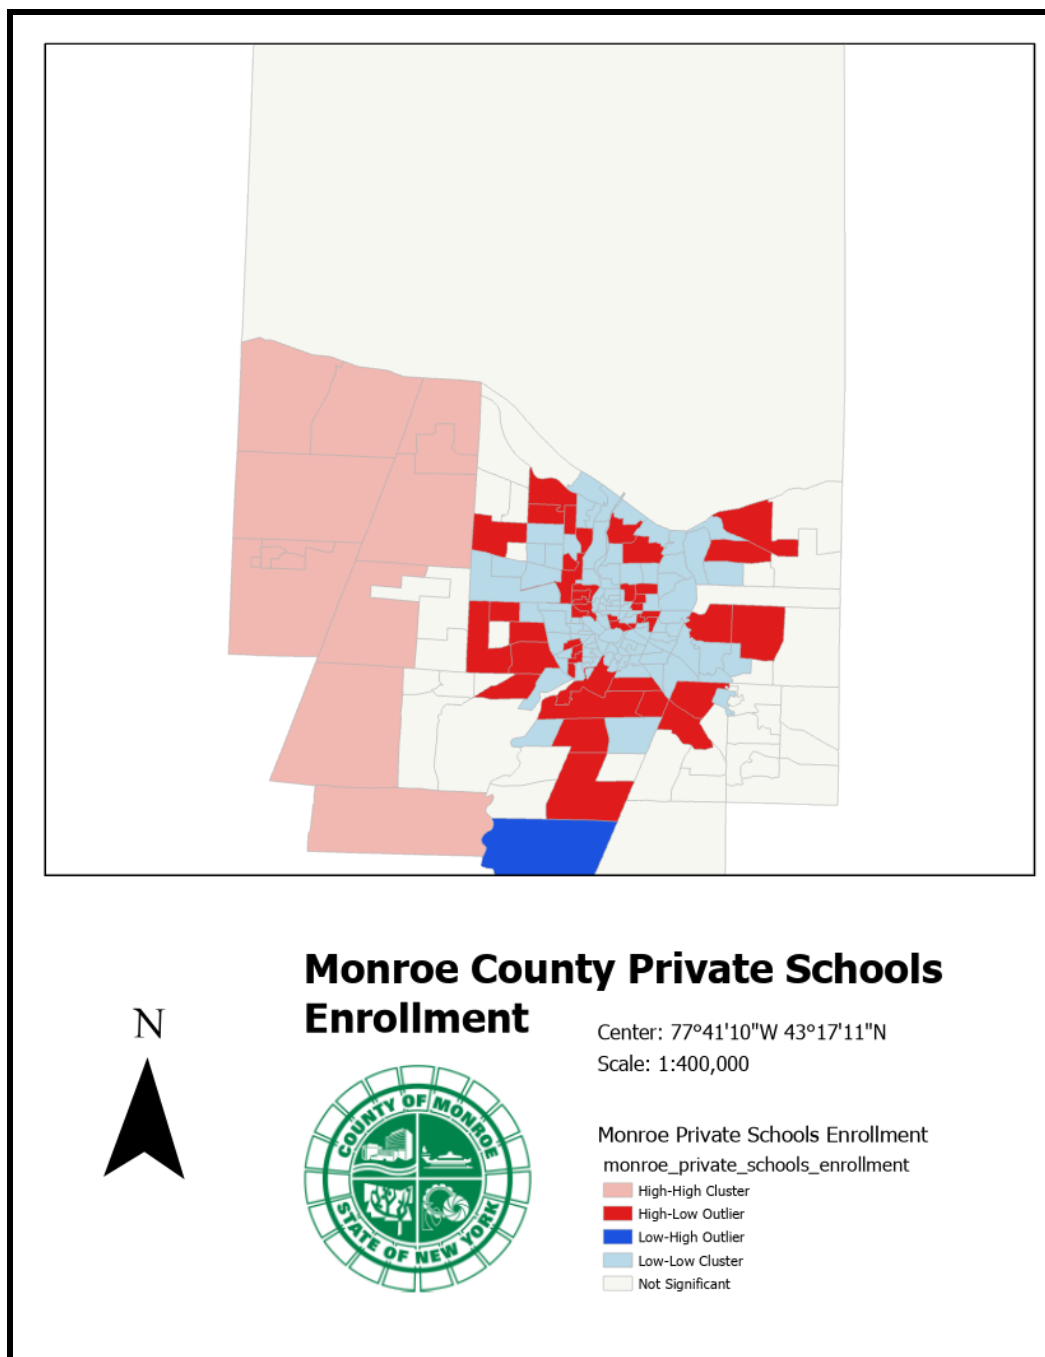 Monroe County Private Schools
Enrollment
N
Center: 77°41'10"W 43°17'11"N
Scale: 1:400,000
COUNTY OF MONROE
STATE OF NEW YORK
Monroe Private Schools Enrollment
monroe_private_schools_enrollment
High-High Cluster
High-Low Outlier
Low-High Outlier
Low-Low Cluster
Not Significant